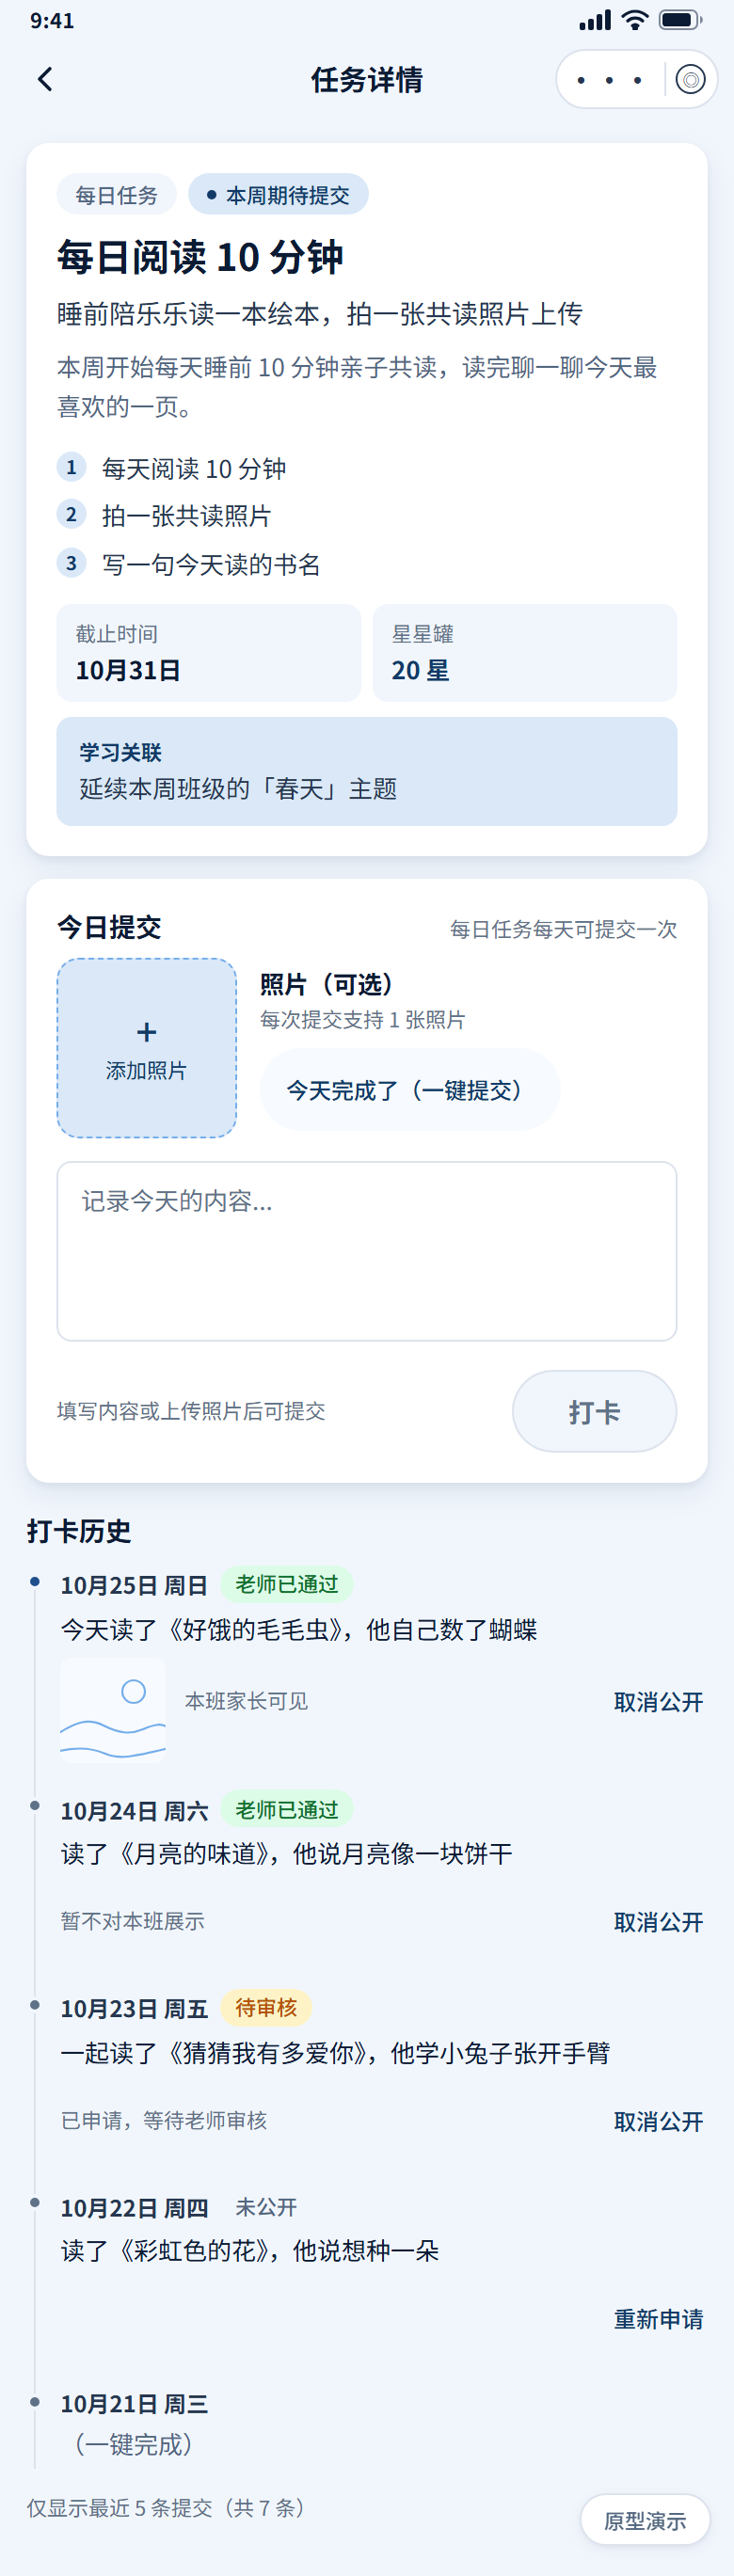 9:41
任务详情
每日任务
本周期待提交
每日阅读 10 分钟
睡前陪乐乐读一本绘本，拍一张共读照片上传
本周开始每天睡前 10 分钟亲子共读，读完聊一聊今天最
喜欢的一页。
1 每天阅读 10 分钟
2 拍一张共读照片
3 写一句今天读的书名
截止时间
10月31日
星星罐
20 星
学习关联
延续本周班级的「春天」主题
今日提交
每日任务每天可提交一次
+
添加照片
照片（可选）
每次提交支持 1 张照片
今天完成了（一键提交）
记录今天的内容...
填写内容或上传照片后可提交
打卡
打卡历史
10月25日 周日 老师已通过
今天读了《好饿的毛毛虫》，他自己数了蝴蝶
本班家长可见
取消公开
10月24日 周六 老师已通过
读了《月亮的味道》，他说月亮像一块饼干
暂不对本班展示
取消公开
10月23日 周五 待审核
一起读了《猜猜我有多爱你》，他学小兔子张开手臂
已申请，等待老师审核
取消公开
10月22日 周四 未公开
读了《彩虹色的花》，他说想种一朵
重新申请
10月21日 周三
（一键完成）
仅显示最近 5 条提交（共 7 条）
原型演示